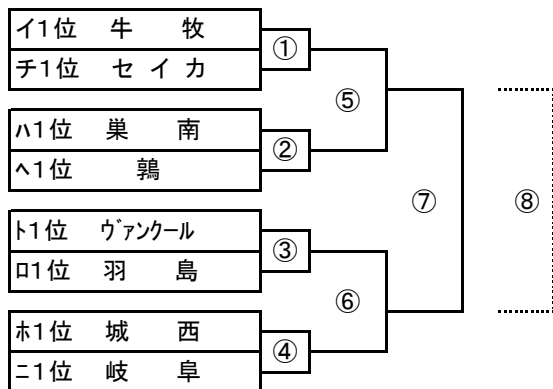 イ1位 牛 牧
①
チ1位 セ イ カ
⑤
ハ1位 巣 南
②
ヘ1位 鶉
⑦
⑧
ト1位 ヴァンクール
③
ロ1位 羽 島
⑥
ホ1位 城 西
④
ニ1位 岐 阜